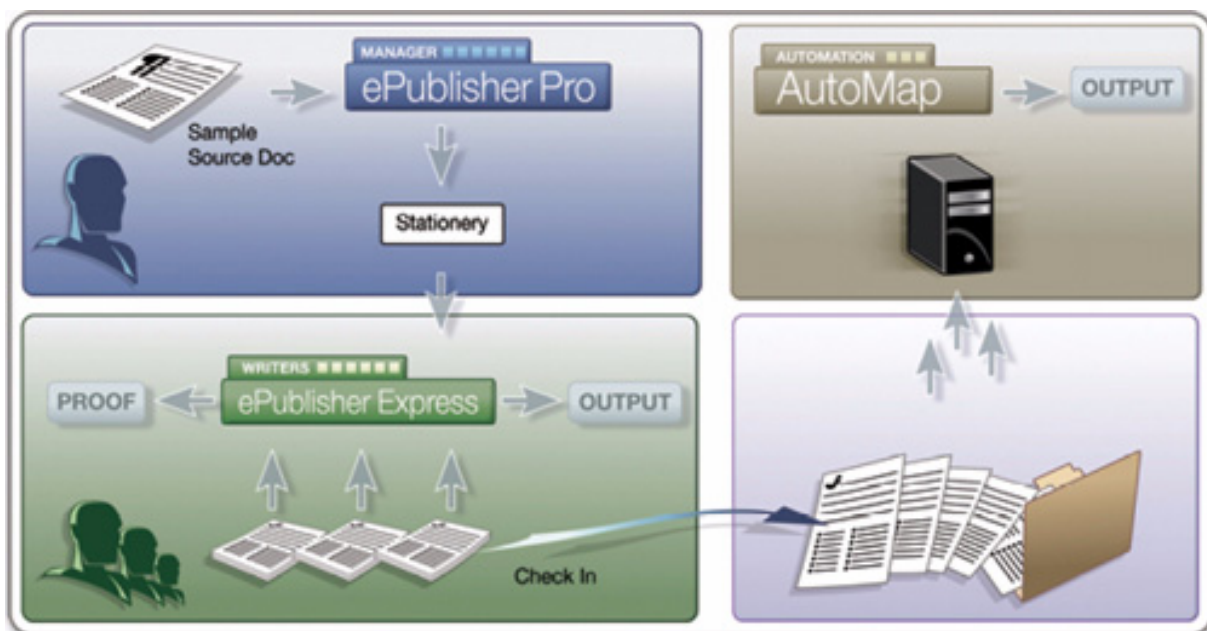 MANAGER
ePublisher Pro
Sample
Source Doc
Stationery
AUTOMATION
AutoMap
OUTPUT
WRITERS
ePublisher Express
PROOF
OUTPUT
Check In